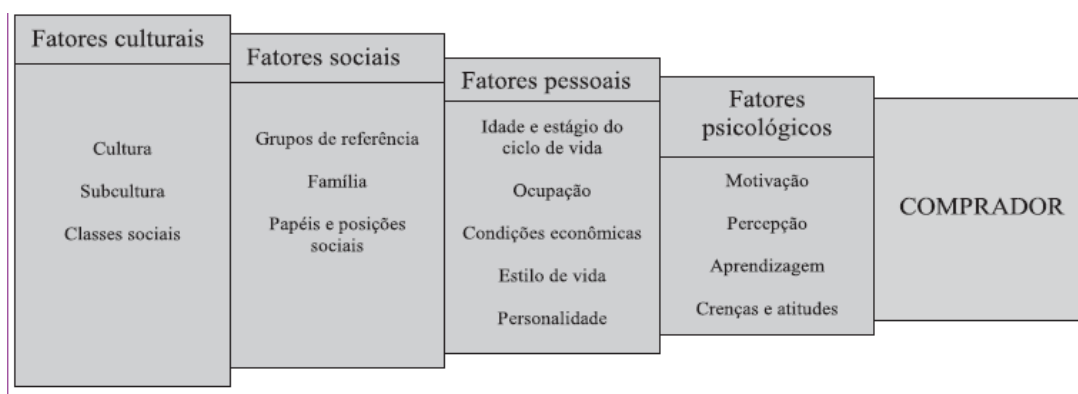 Fatores culturais
Cultura
Subcultura
Classes sociais
Fatores sociais
Grupos de referência
Família
Papéis e posições
sociais
Fatores pessoais
Idade e estágio do
ciclo de vida
Ocupação
Condições econômicas
Estilo de vida
Personalidade
Fatores
psicológicos
Motivação
Percepção
Aprendizagem
Crenças e atitudes
COMPRADOR